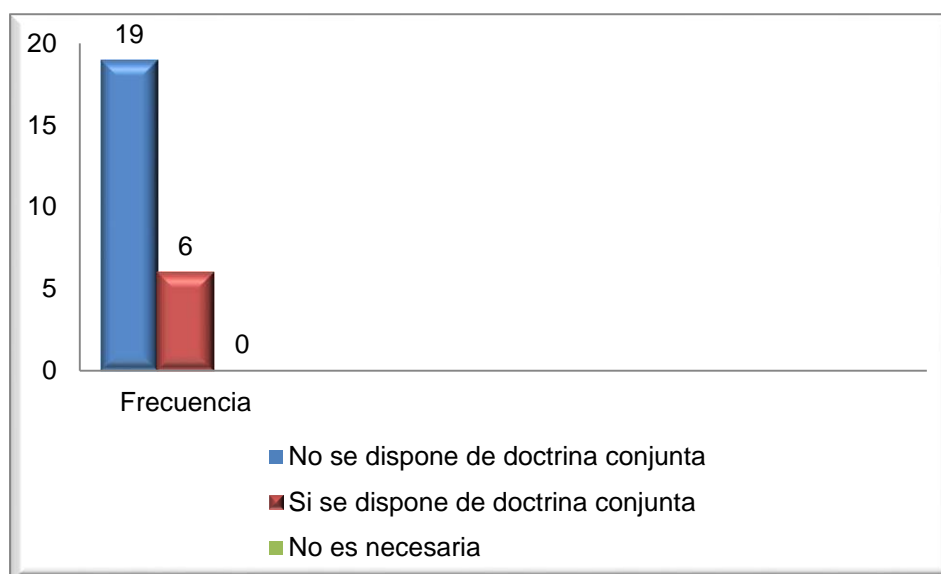 20
19
15
10
6
5
0
0
Frecuencia
No se dispone de doctrina conjunta
Si se dispone de doctrina conjunta
No es necesaria